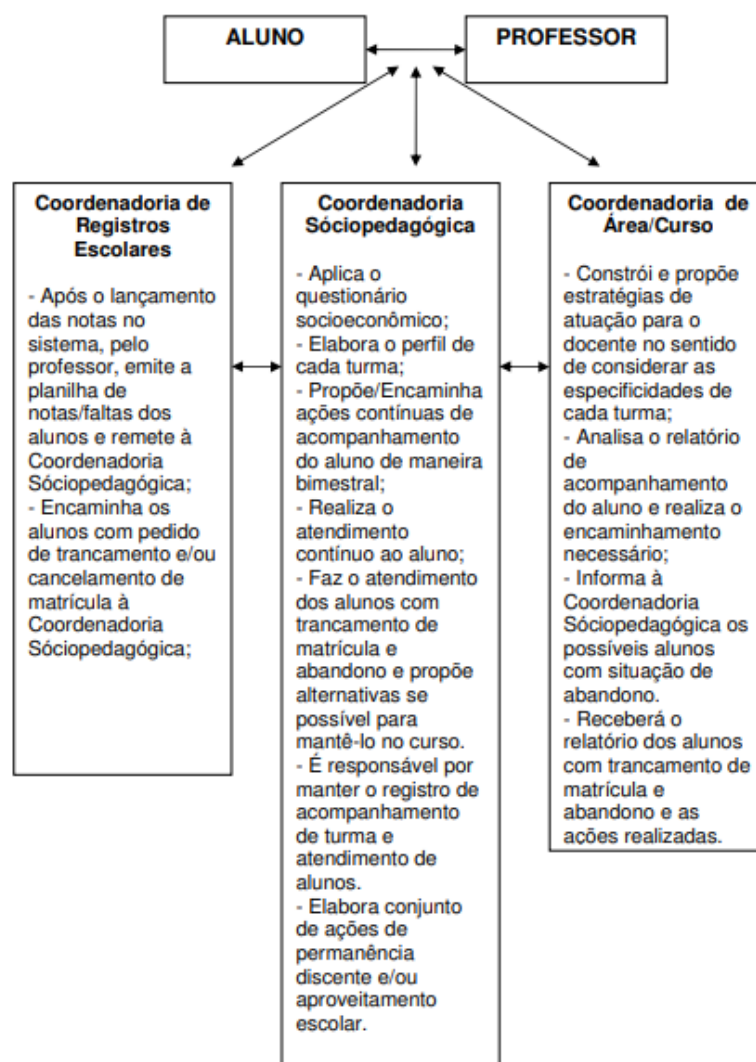 ALUNO
PROFESSOR
Coordenadoria de
Registros
Escolares
- Após o lançamento
das notas no
sistema, pelo
professor, emite a
planilha de
notas/faltas dos
alunos e remete à
Coordenadoria
Sóciopedagógica;
- Encaminha os
alunos com pedido
de trancamento e/ou
cancelamento de
matrícula à
Coordenadoria
Sóciopedagógica;
Coordenadoria
Sóciopedagógica
- Aplica o
questionário
socioeconômico;
- Elabora o perfil de
cada turma;
- Propõe/Encaminha
ações contínuas de
acompanhamento
do aluno de maneira
bimestral;
- Realiza o
atendimento
contínuo ao aluno;
- Faz o atendimento
dos alunos com
trancamento de
matrícula e
abandono e propõe
alternativas se
possível para
mantê-lo no curso.
- É responsável por
manter o registro de
acompanhamento
de turma e
atendimento de
alunos.
- Elabora conjunto
de ações de
permanência
discente e/ou
aproveitamento
escolar.
Coordenadoria de
Área/Curso
- Constrói e propõe
estratégias de
atuação para o
docente no sentido
de considerar as
especificidades de
cada turma;
- Analisa o relatório
de
acompanhamento
do aluno e realiza o
encaminhamento
necessário;
- Informa à
Coordenadoria
Sóciopedagógica os
possíveis alunos
com situação de
abandono.
- Receberá o
relatório dos alunos
com trancamento de
matrícula e
abandono e as
ações realizadas.